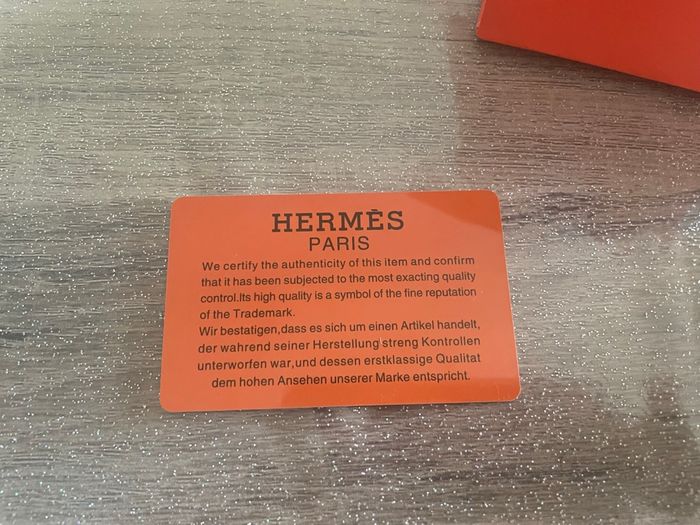 HERMÈS
PARIS
We certify the authenticity of this item and confirm
that it has been subjected to the most exacting quality
control.Its high quality is a symbol of the fine reputation
of the Trademark.
Wir bestatigen,dass es sich um einen Artikel handelt,
der wahrend seiner Herstellung streng Kontrollen
unterworfen war,und dessen erstklassige Qualitat
dem hohen Ansehen unserer Marke entspricht.